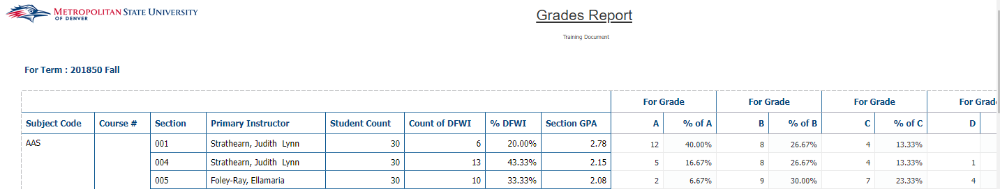 METROPOLITAN STATE UNIVERSITY
OF DENVER
Grades Report
Training Document
For Term : 201850 Fall
For Grade For Grade For Grade For Grad
Subject Code Course # Section Primary Instructor Student Count Count of DFWI % DFWI Section GPA A % of A B % of B C % of C D
AAS 001 Strathearn, Judith Lynn 30 6 20.00% 2.78 12 40.00% 8 26.67% 4 13.33%
004 Strathearn, Judith Lynn 30 13 43.33% 2.15 5 16.67% 8 26.67% 4 13.33% 1
005 Foley-Ray, Ellamaria 30 10 33.33% 2.08 2 6.67% 9 30.00% 7 23.33% 4